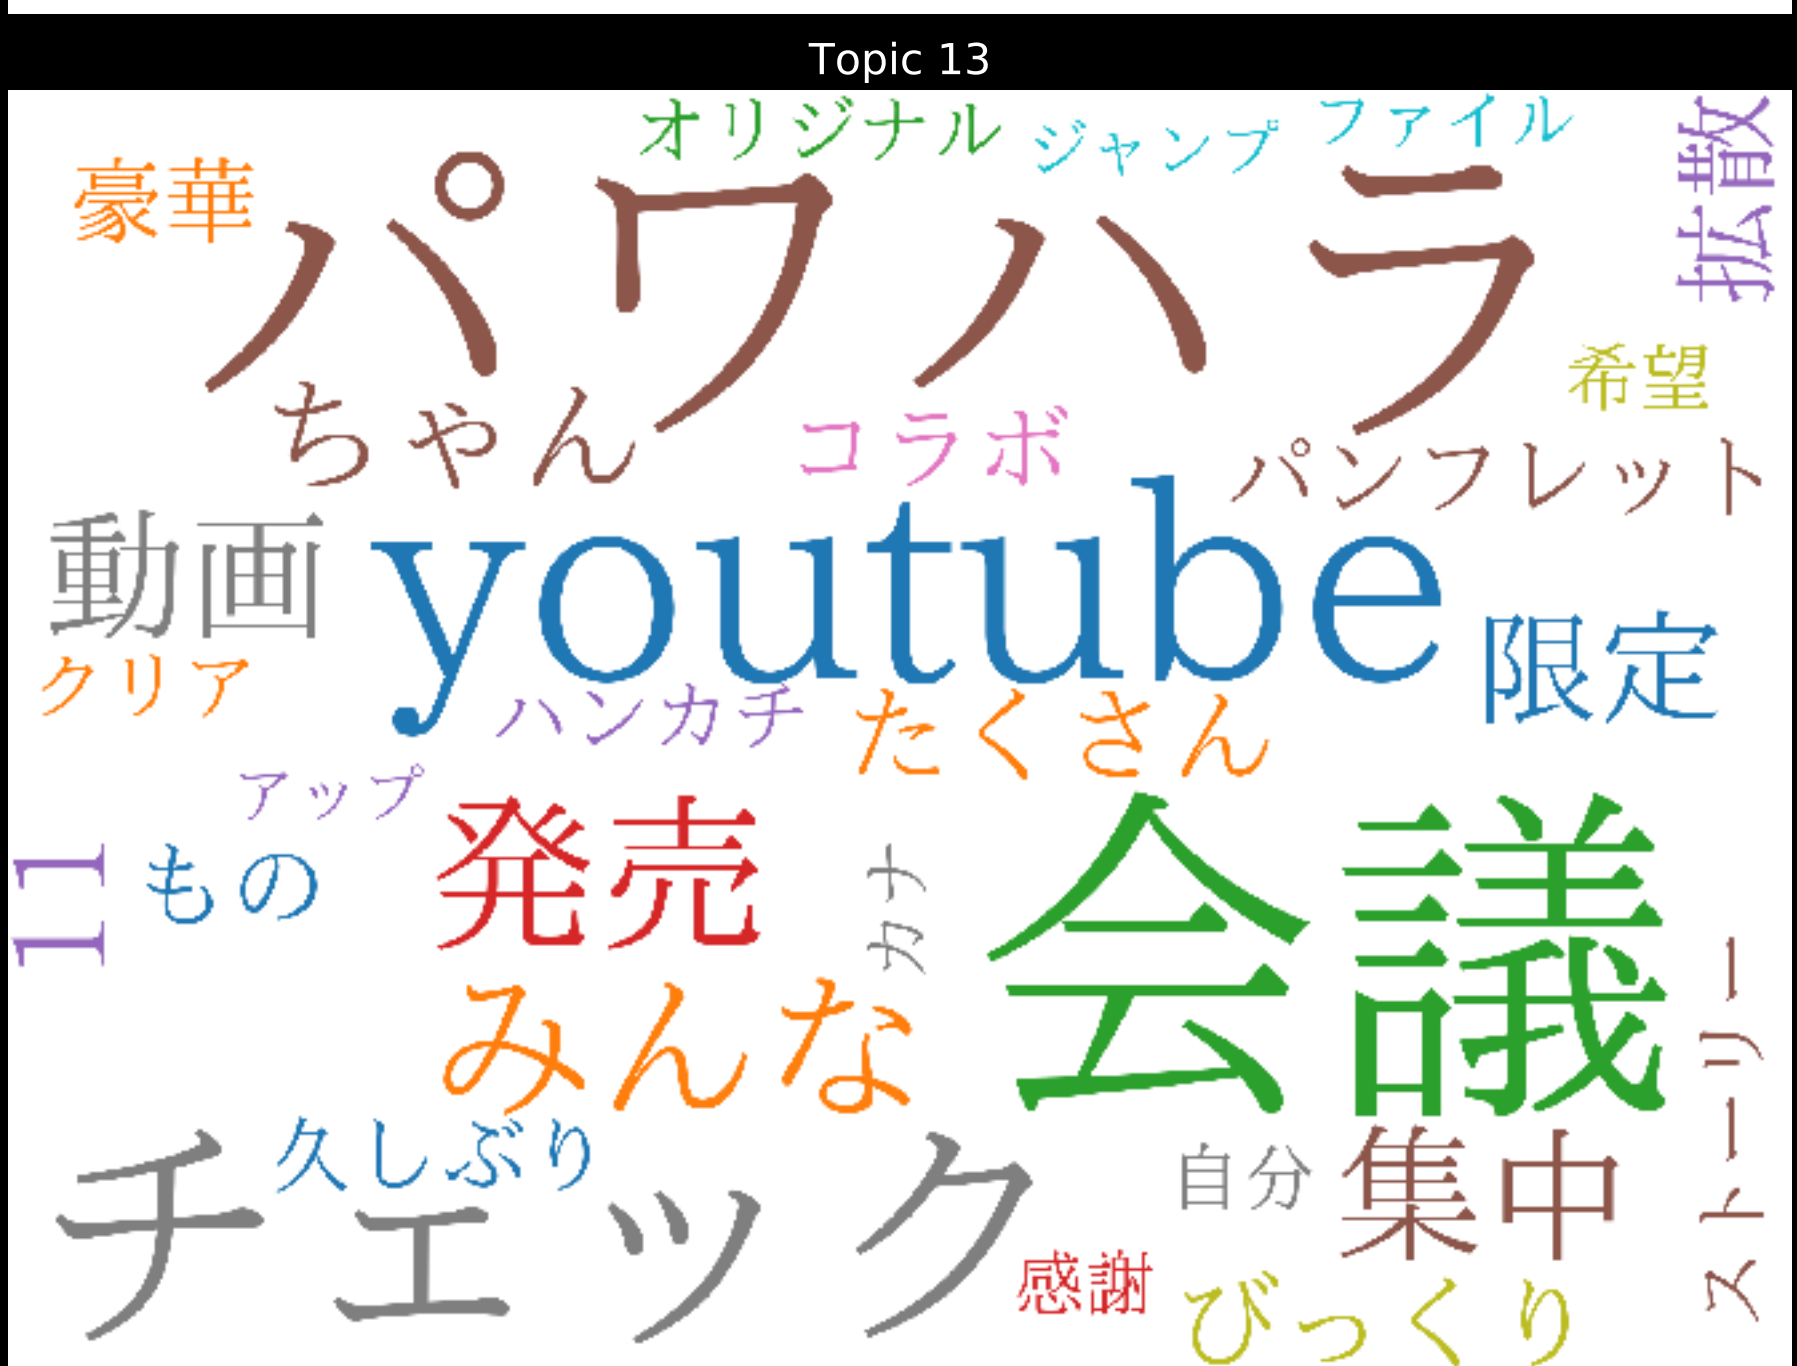 Topic 13
オリジナル
ジャンプ
ファイル
拡散
豪華
パワハラ
希望
ちゃん
コラボ
パンフレット
動画
youtube
限定
クリア
ハンカチ
たくさん
アップ
発売
会議
11
もの
カナ
みんな
ストーリー
久しぶり
チェック
自分
集中
感謝
びっくり